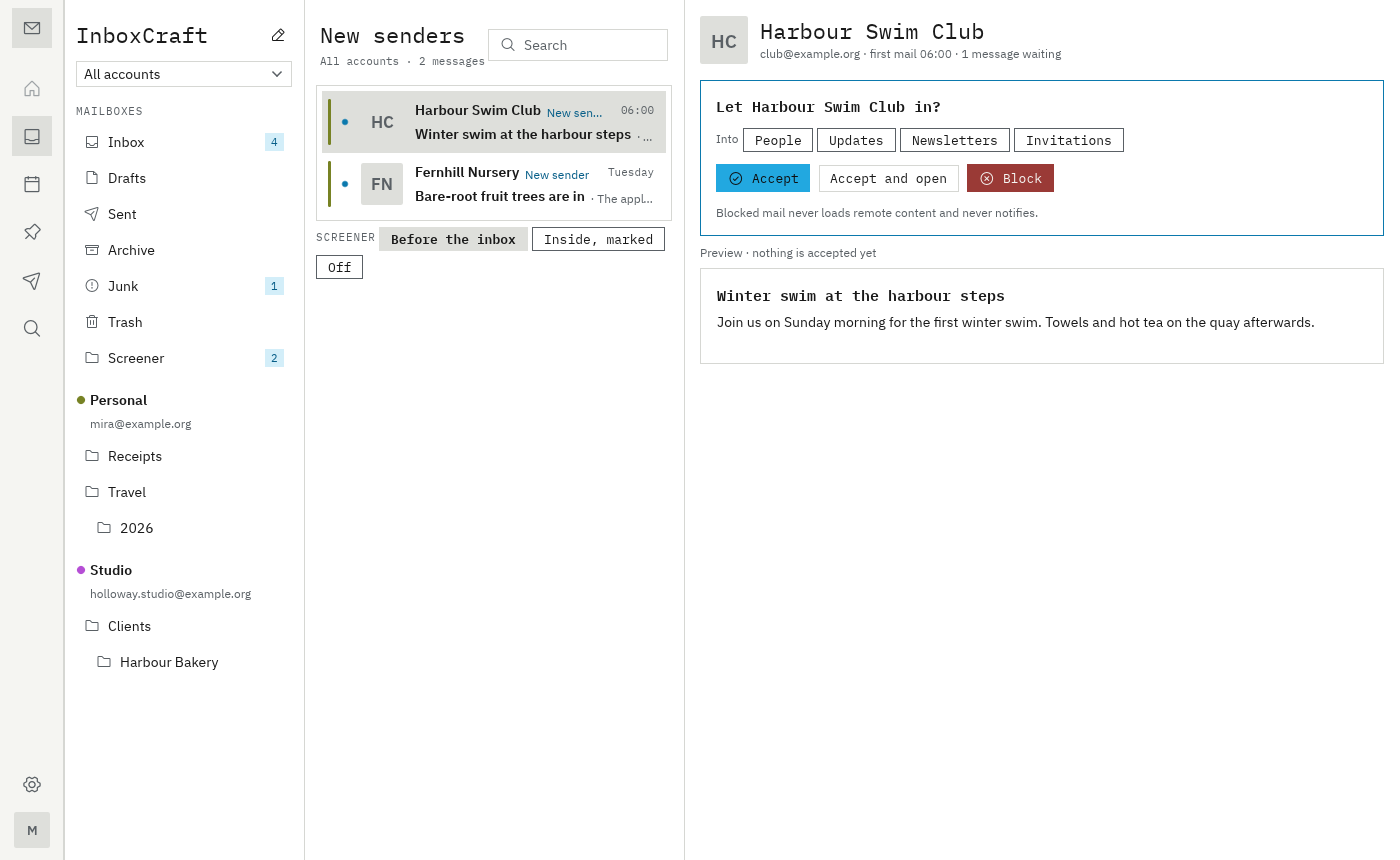 InboxCraft
All accounts
MAILBOXES
Inbox 4
Drafts
Sent
Archive
Junk 1
Trash
Screener 2
Personal
mira@example.org
Receipts
Travel
2026
Studio
holloway.studio@example.org
Clients
Harbour Bakery
M
New senders
All accounts · 2 messages
Search
HC
Harbour Swim Club New sen… 06:00
Winter swim at the harbour steps · …
FN
Fernhill Nursery New sender Tuesday
Bare-root fruit trees are in · The appl…
SCREENER Before the inbox Inside, marked
Off
HC
Harbour Swim Club
club@example.org · first mail 06:00 · 1 message waiting
Let Harbour Swim Club in?
Into People Updates Newsletters Invitations
Accept Accept and open Block
Blocked mail never loads remote content and never notifies.
Preview · nothing is accepted yet
Winter swim at the harbour steps
Join us on Sunday morning for the first winter swim. Towels and hot tea on the quay afterwards.